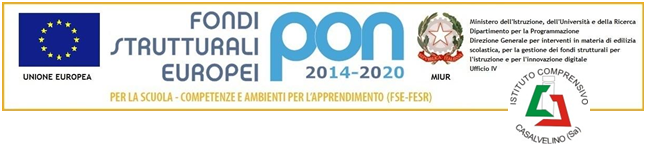 UNIONE EUROPEA
FONDI
STRUTTURALI
EUROPEI
pon
2014-2020
MIUR
Ministero dell'Istruzione, dell'Università e della Ricerca
Dipartimento per la Programmazione
Direzione Generale per interventi in materia di edilizia
scolastica, per la gestione dei fondi strutturali per
l'istruzione e per l'innovazione digitale
Ufficio IV
PER LA SCUOLA - COMPETENZE E AMBIENTI PER L'APPRENDIMENTO (FSE-FESR)
ISTITUTO COMPRENSIVO
CASALVELINO (Sa)